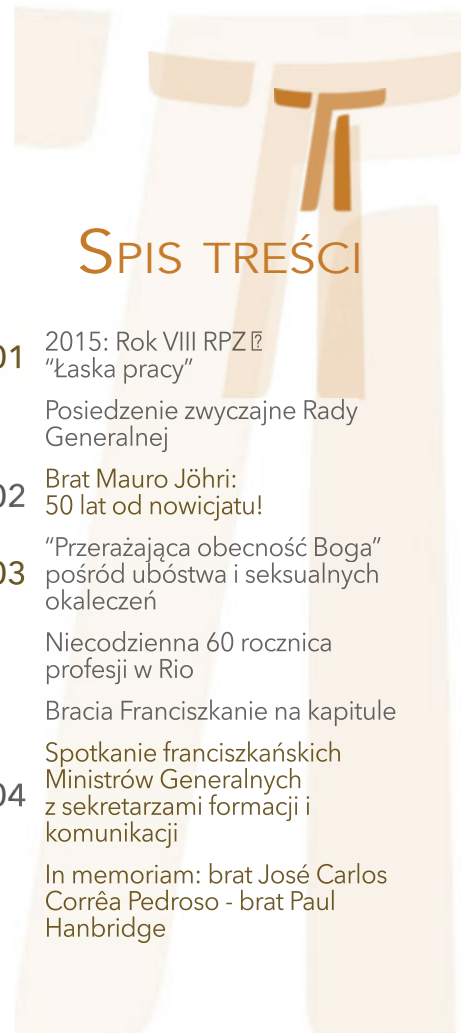 Spis treści
01 2015: Rok VIII RPZ
“Łaska pracy”
Posiedzenie zwyczajne Rady
Generalnej
02 Brat Mauro Jöhri:
50 lat od nowicjatu!
“Przerażająca obecność Boga”
03 pośród ubóstwa i seksualnych
okaleczeń
Niecodzienna 60 rocznica
profesji w Rio
Bracia Franciszkanie na kapitule
Spotkanie franciszkańskich
Ministrów Generalnych
04 z sekretarzami formacji i
komunikacji
In memoriam: brat José Carlos
Corrêa Pedroso - brat Paul
Hanbridge